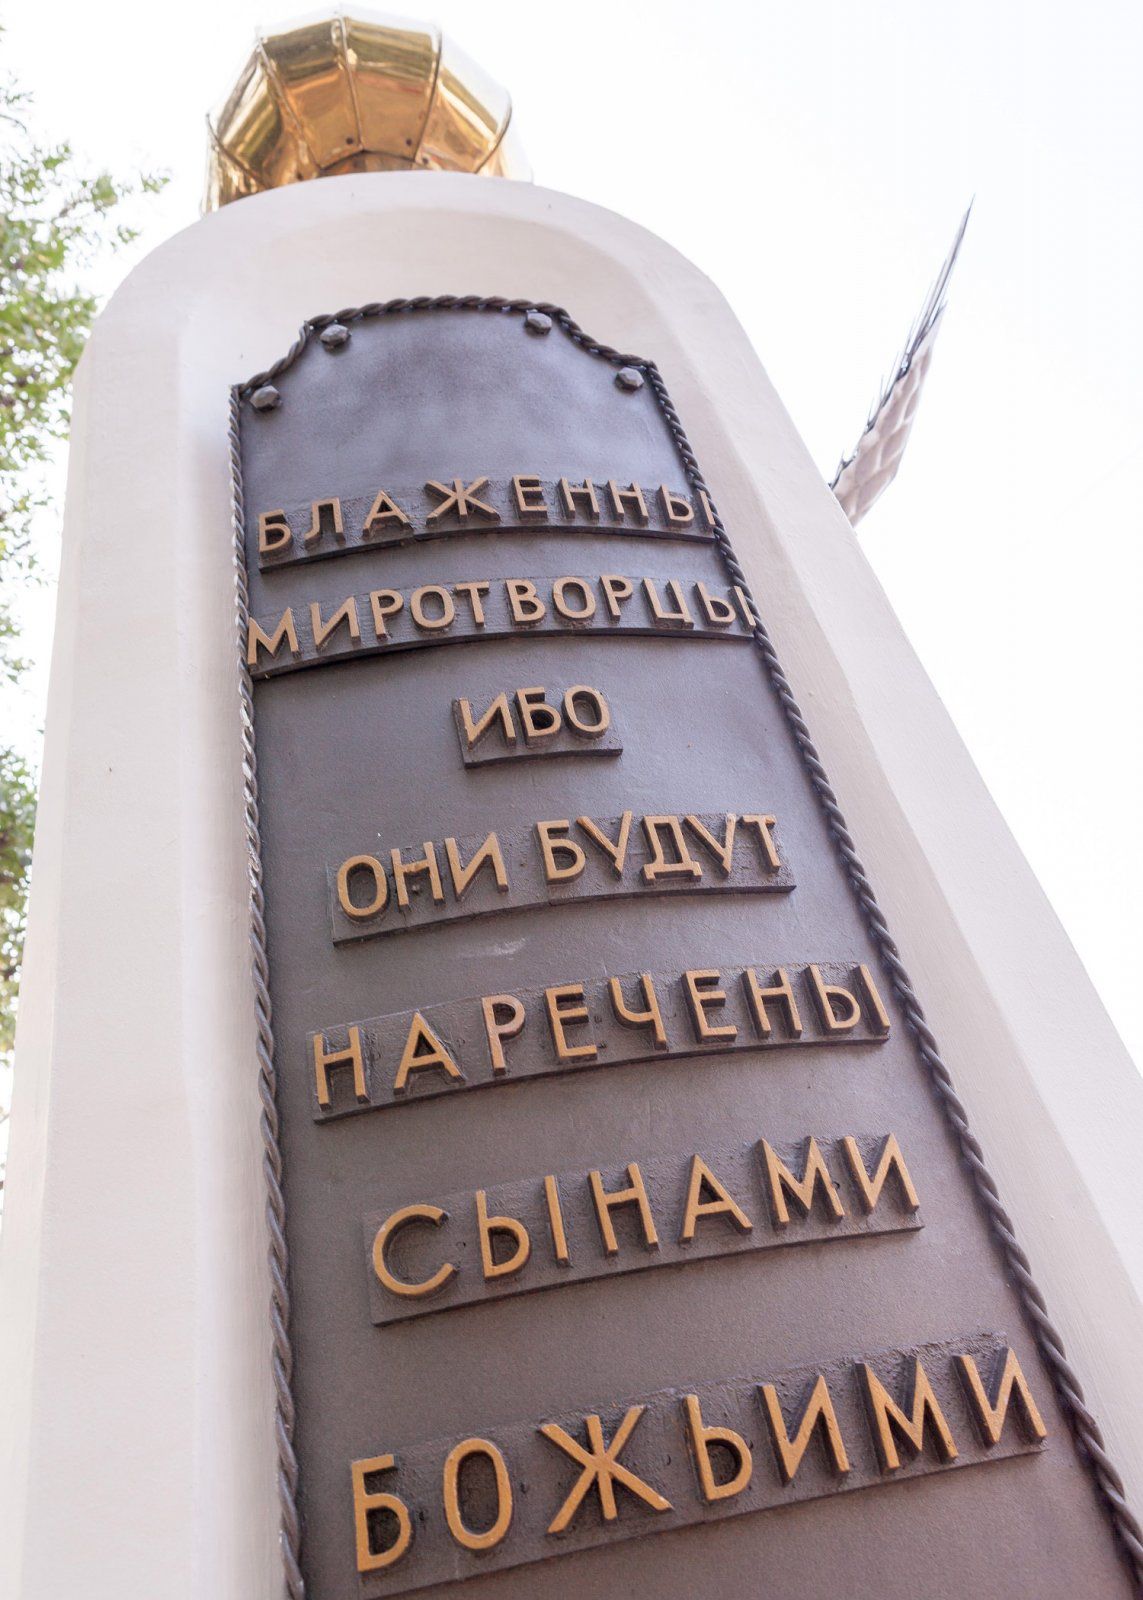 БЛАЖЕННЫ
МИРОТВОРЦЫ
ИБО
ОНИ БУДУТ
НАРЕЧЕНЫ
СЫНАМИ
БОЖЬИМИ